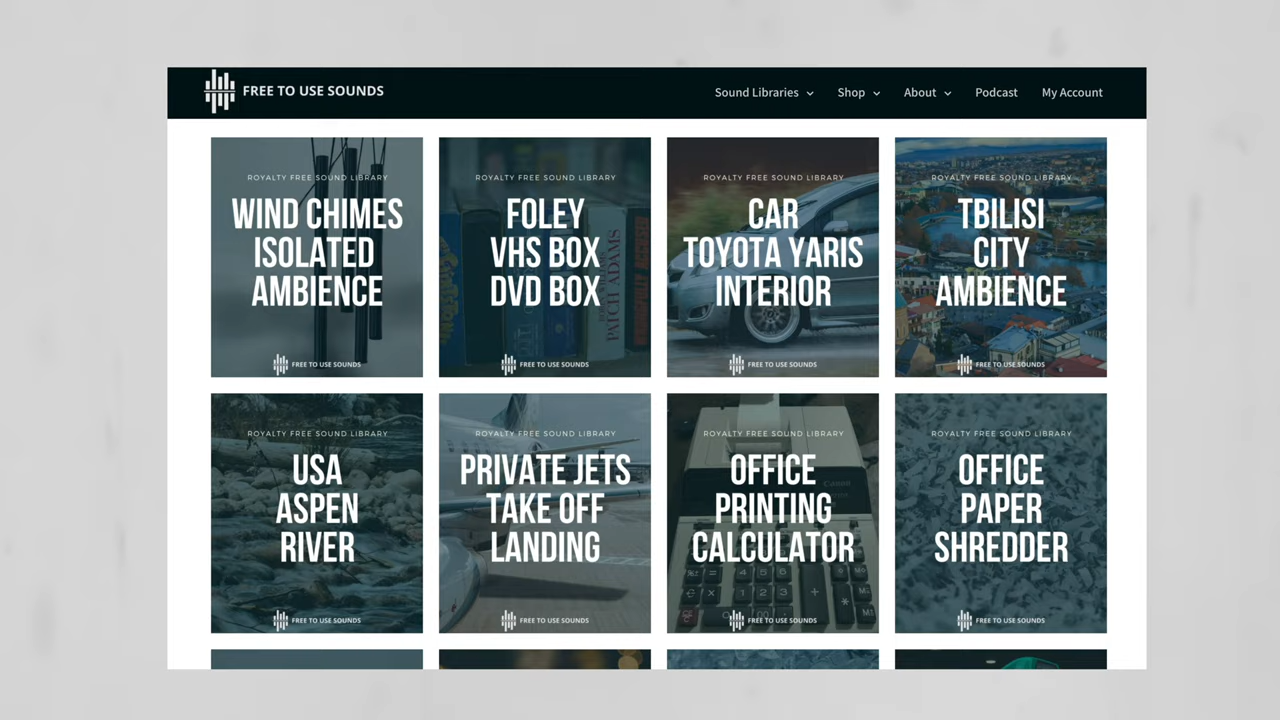 FREE TO USE SOUNDS
Sound Libraries
Shop
About
Podcast
My Account
ROYALTY FREE SOUND LIBRARY
WIND CHIMES
ISOLATED
AMBIENCE
FREE TO USE SOUNDS
ROYALTY FREE SOUND LIBRARY
FOLEY
VHS BOX
DVD BOX
PATCH ADAMS
FREE TO USE SOUNDS
ROYALTY FREE SOUND LIBRARY
CAR
TOYOTA YARIS
INTERIOR
FREE TO USE SOUNDS
ROYALTY FREE SOUND LIBRARY
TBILISI
CITY
AMBIENCE
FREE TO USE SOUNDS
ROYALTY FREE SOUND LIBRARY
USA
ASPEN
RIVER
FREE TO USE SOUNDS
ROYALTY FREE SOUND LIBRARY
PRIVATE JETS
TAKE OFF
LANDING
FREE TO USE SOUNDS
ROYALTY FREE SOUND LIBRARY
Canon
OFFICE
PRINTING
CALCULATOR
FREE TO USE SOUNDS
ROYALTY FREE SOUND LIBRARY
OFFICE
PAPER
SHREDDER
FREE TO USE SOUNDS